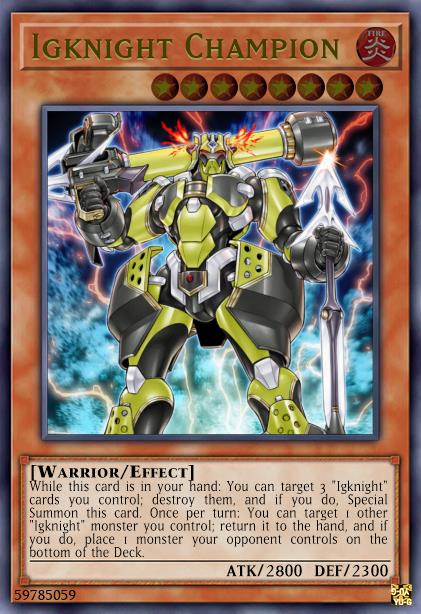 IGKNIGHT CHAMPION
FIRE
炎
[WARRIOR/EFFECT]
While this card is in your hand: You can target 3 "Igknight"
cards you control; destroy them, and if you do, Special
Summon this card. Once per turn: You can target 1 other
"Igknight" monster you control; return it to the hand, and if
you do, place 1 monster your opponent controls on the
bottom of the Deck.
ATK/2800 DEF/2300
59785059